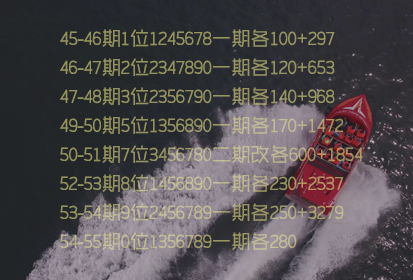 45-46期1位1245678一期各100+297
46-47期2位2347890一期各120+653
47-48期3位2356790一期各140+968
49-50期5位1356890一期各170+1472
50-51期7位3456780二期改各600+1854
52-53期8位1456890一期各230+2537
53-54期9位2456789一期各250+3279
54-55期0位1356789一期各280